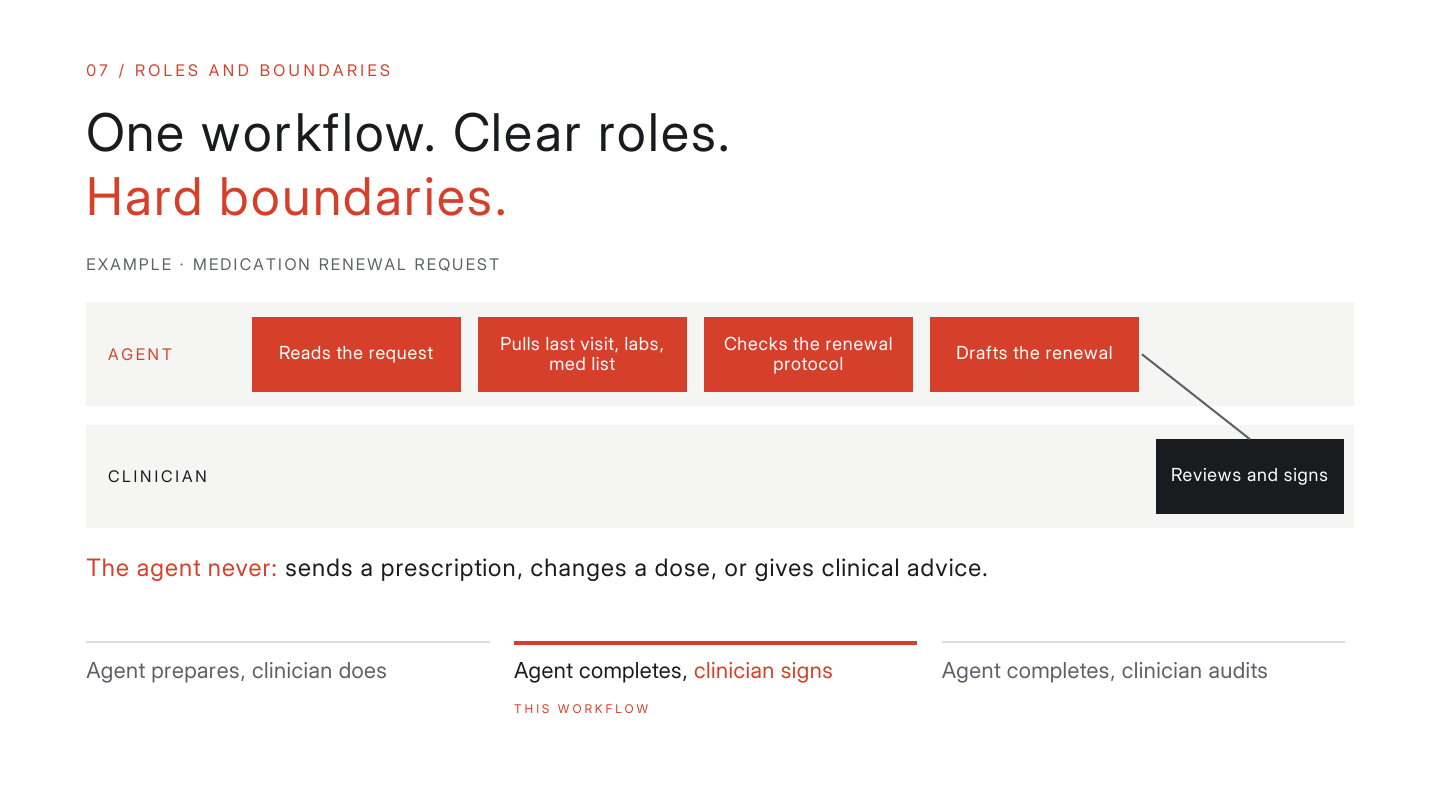 07 / ROLES AND BOUNDARIES
One workflow. Clear roles.
Hard boundaries.
EXAMPLE · MEDICATION RENEWAL REQUEST
AGENT
Reads the request
Pulls last visit, labs,
med list
Checks the renewal
protocol
Drafts the renewal
CLINICIAN
Reviews and signs
The agent never: sends a prescription, changes a dose, or gives clinical advice.
Agent prepares, clinician does
Agent completes, clinician signs
THIS WORKFLOW
Agent completes, clinician audits